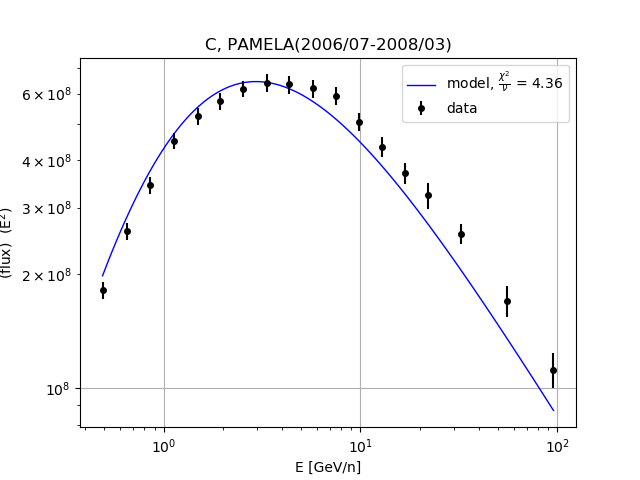 C, PAMELA(2006/07-2008/03)
model, χ²/ν = 4.36
data
6 × 10⁸
4 × 10⁸
3 × 10⁸
2 × 10⁸
10⁸
(flux) (E²)
10⁰
10¹
10²
E [GeV/n]